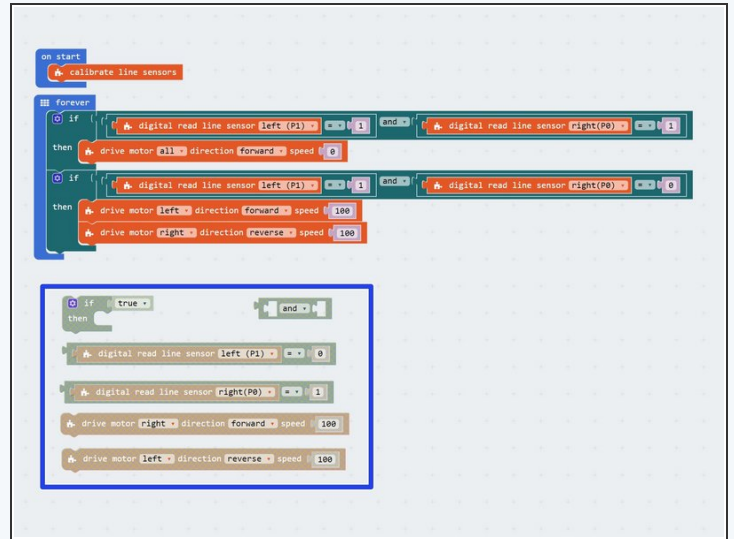 on start
calibrate line sensors
forever
if digital read line sensor left (P1) = 1 and digital read line sensor right(P0) = 1
then drive motor all direction forward speed 0
if digital read line sensor left (P1) = 1 and digital read line sensor right(P0) = 0
then drive motor left direction forward speed 100
drive motor right direction reverse speed 100
if true and
then
digital read line sensor left (P1) = 0
digital read line sensor right(P0) = 1
drive motor right direction forward speed 100
drive motor left direction reverse speed 100